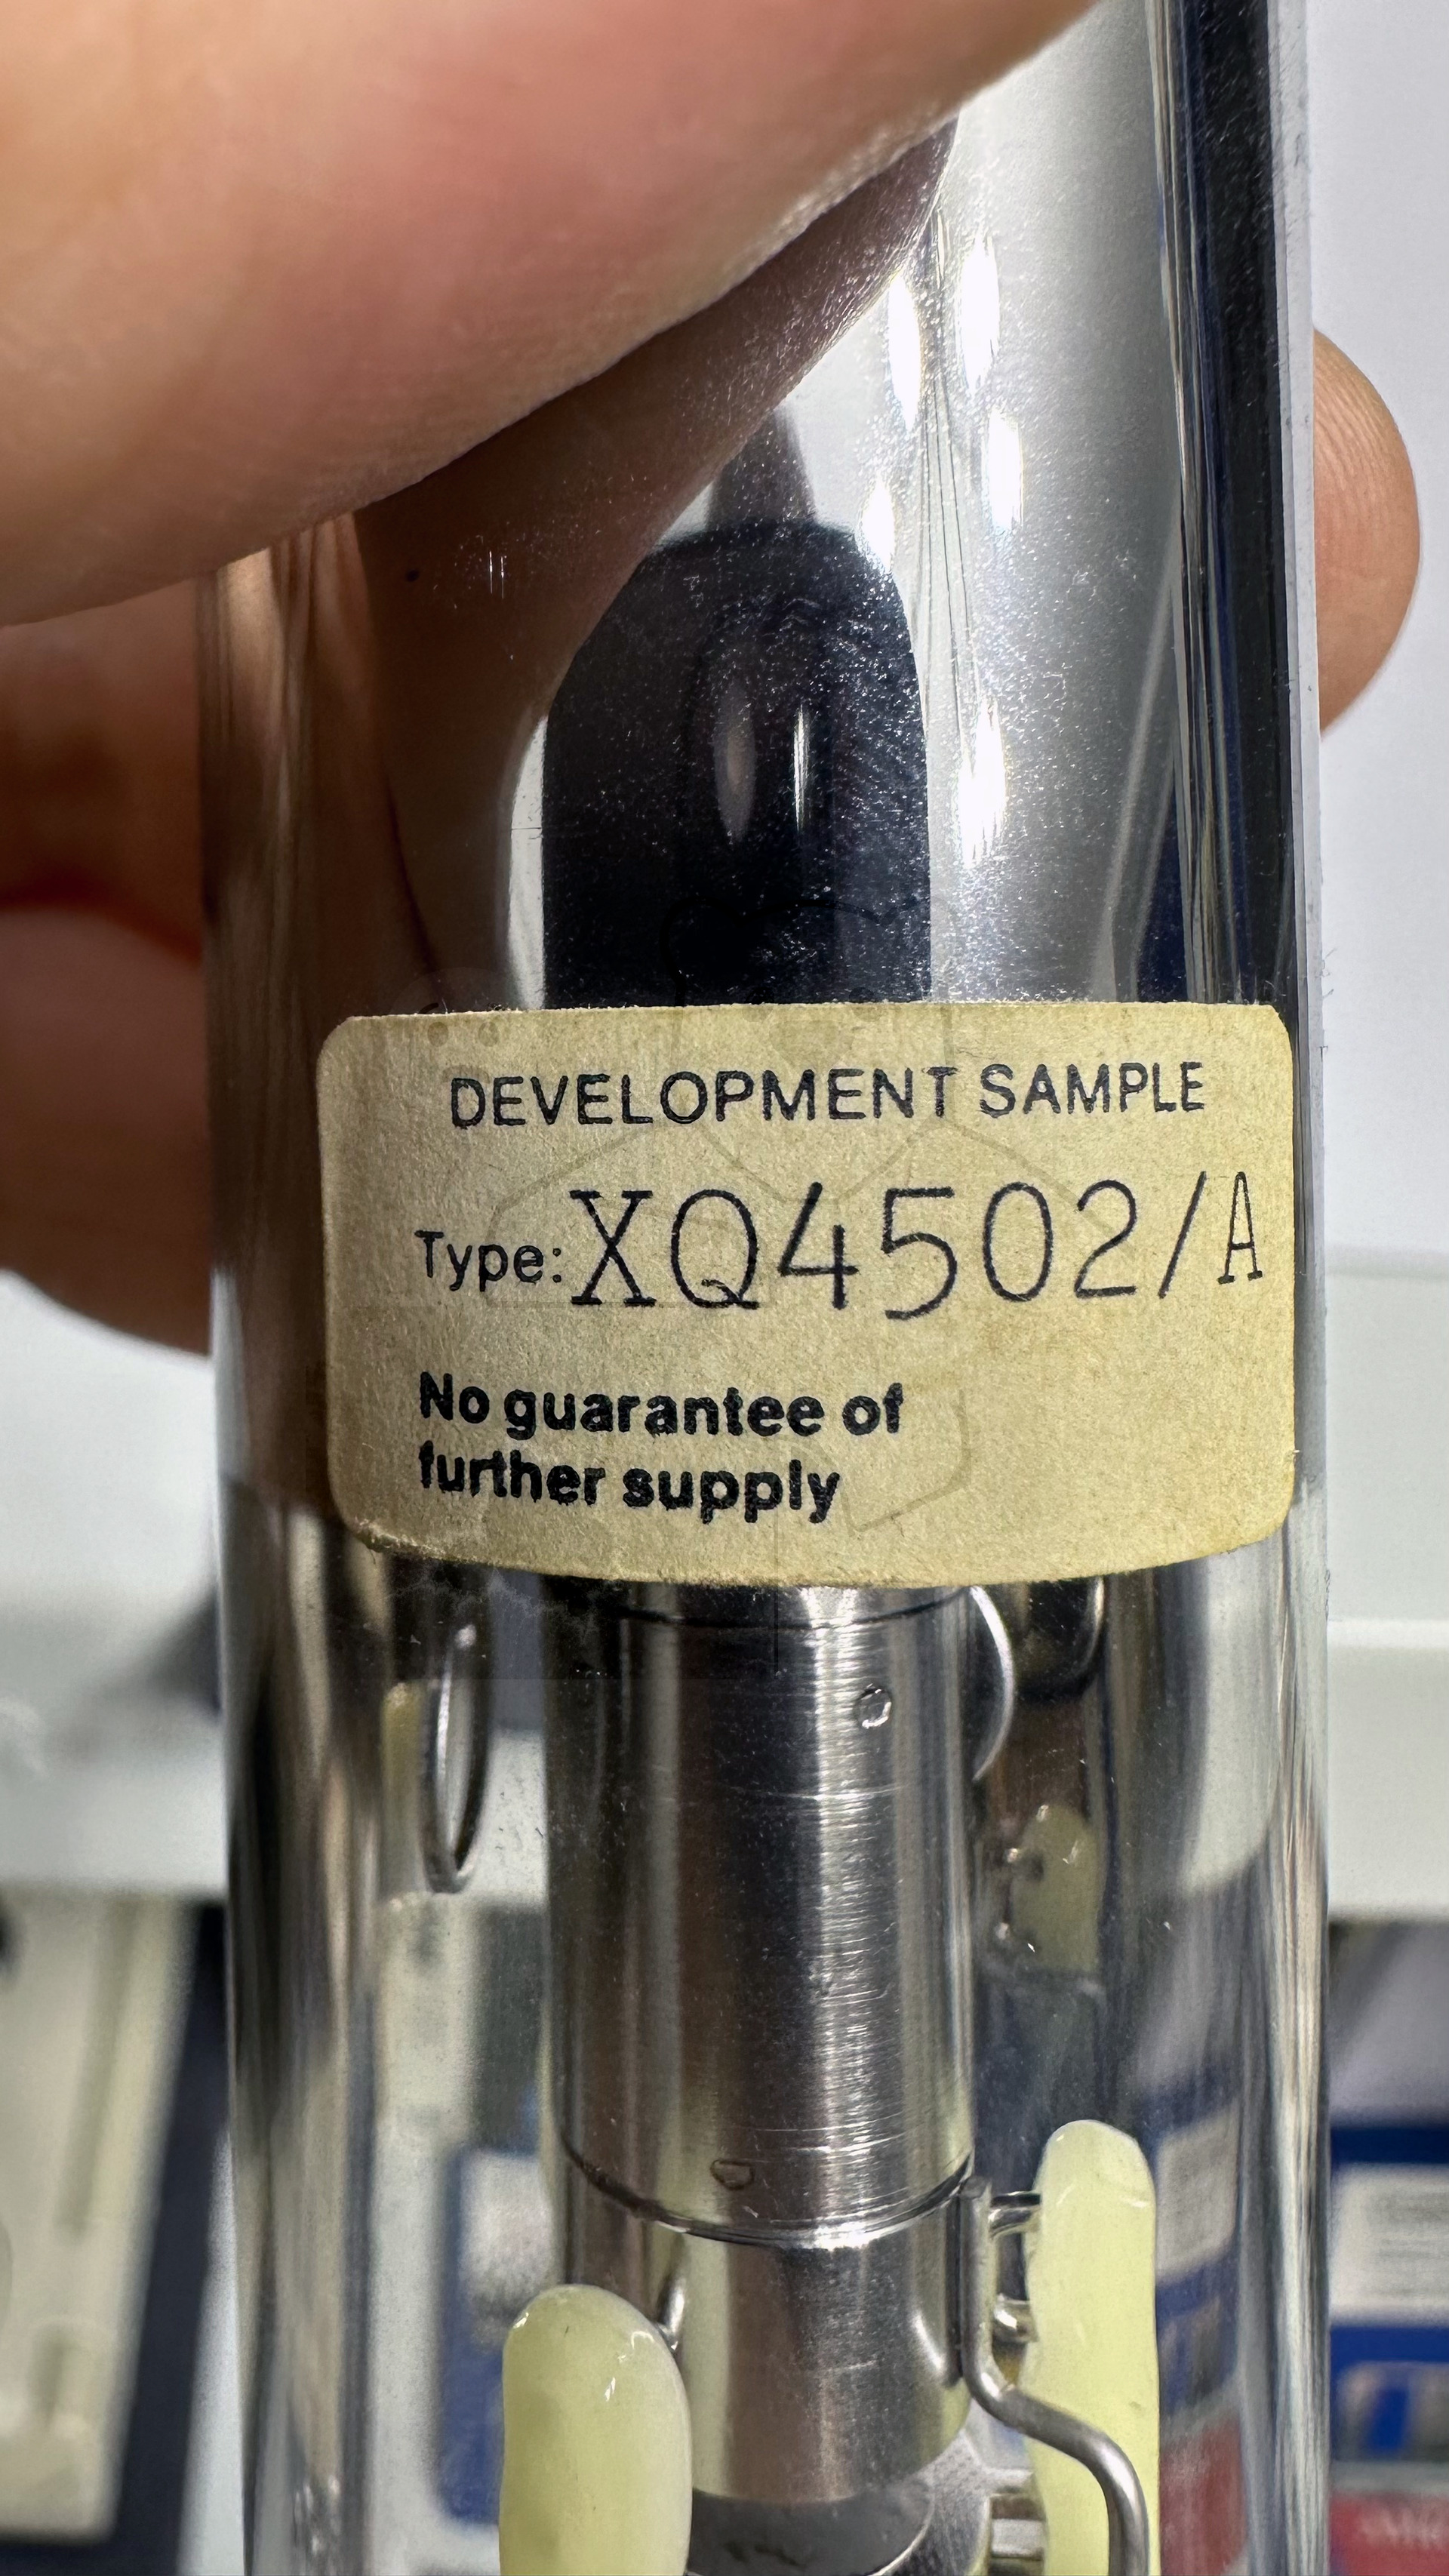 DEVELOPMENT SAMPLE
Type: XQ4502/A
No guarantee of
further supply